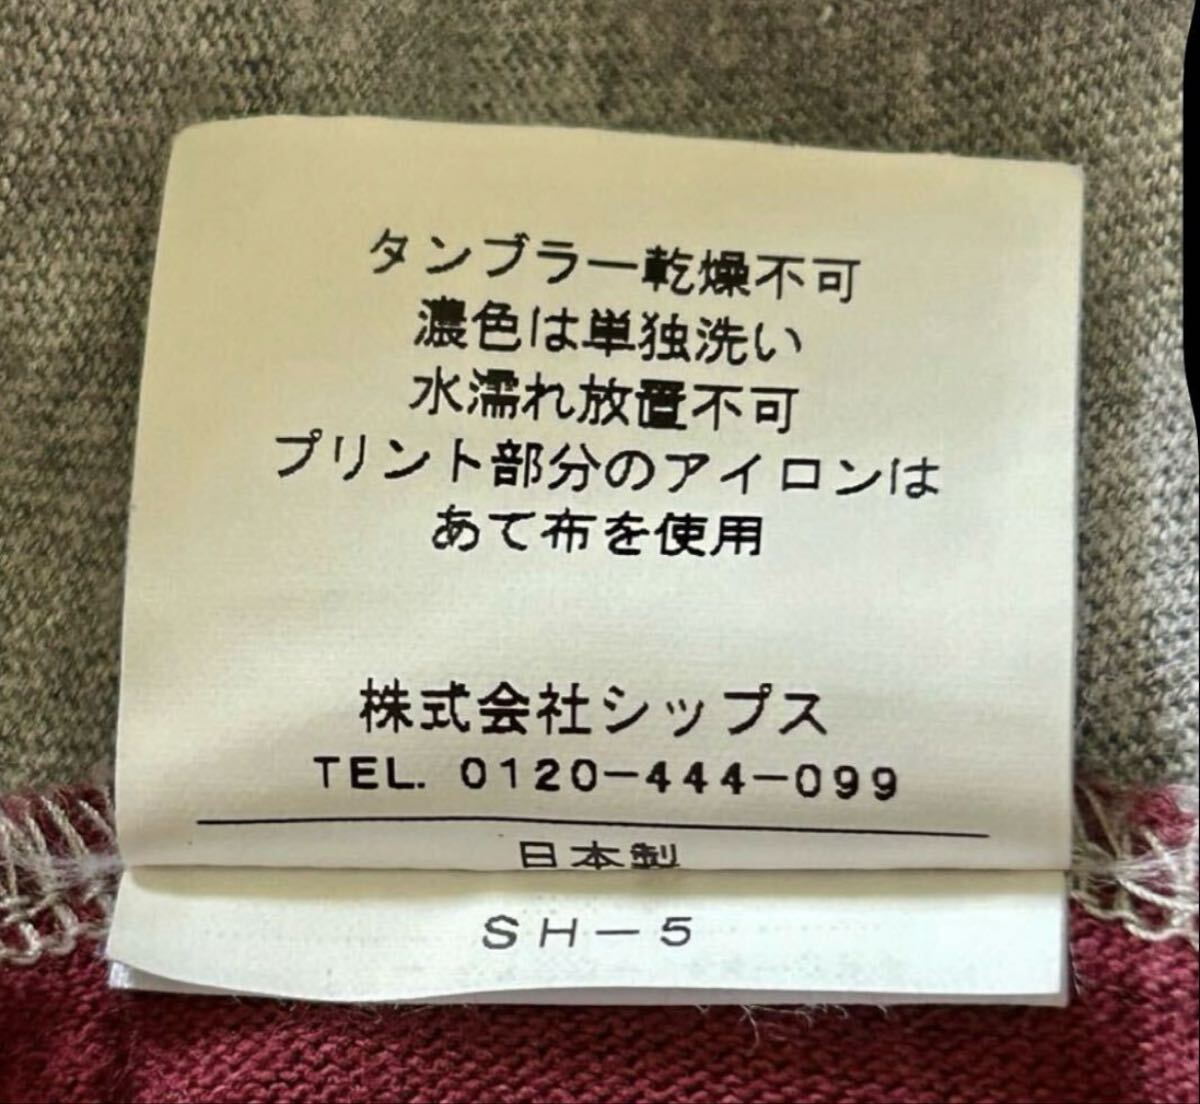 タンブラー乾燥不可
濃色は単独洗い
水濡れ放置不可
プリント部分のアイロンは
あて布を使用
株式会社シップス
TEL. 0120-444-099
日本製
SH-5